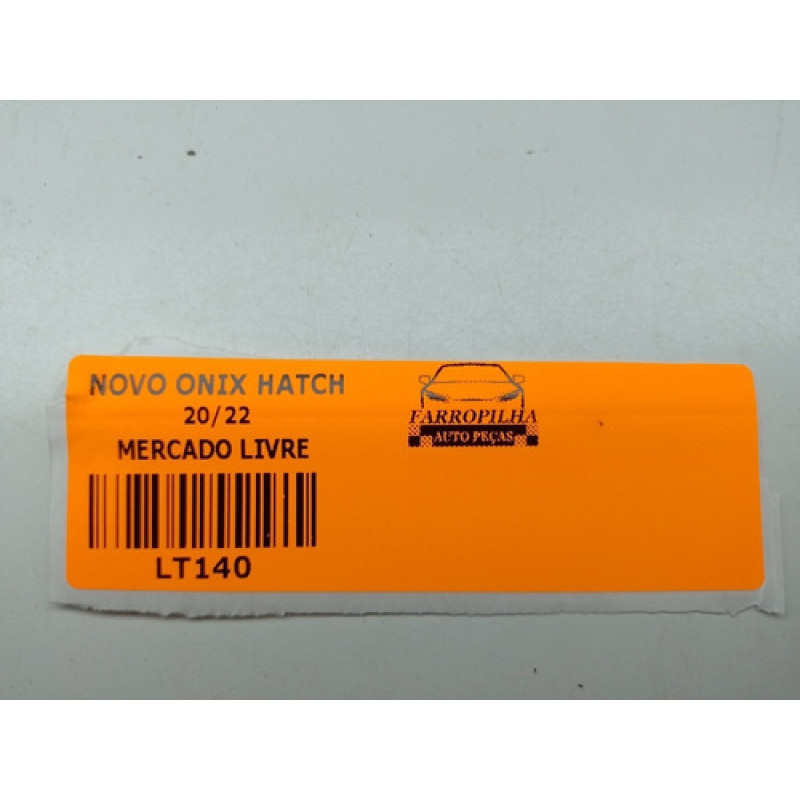 NOVO ONIX HATCH
20/22
MERCADO LIVRE
LT140
FARROPILHA
AUTO PEÇAS